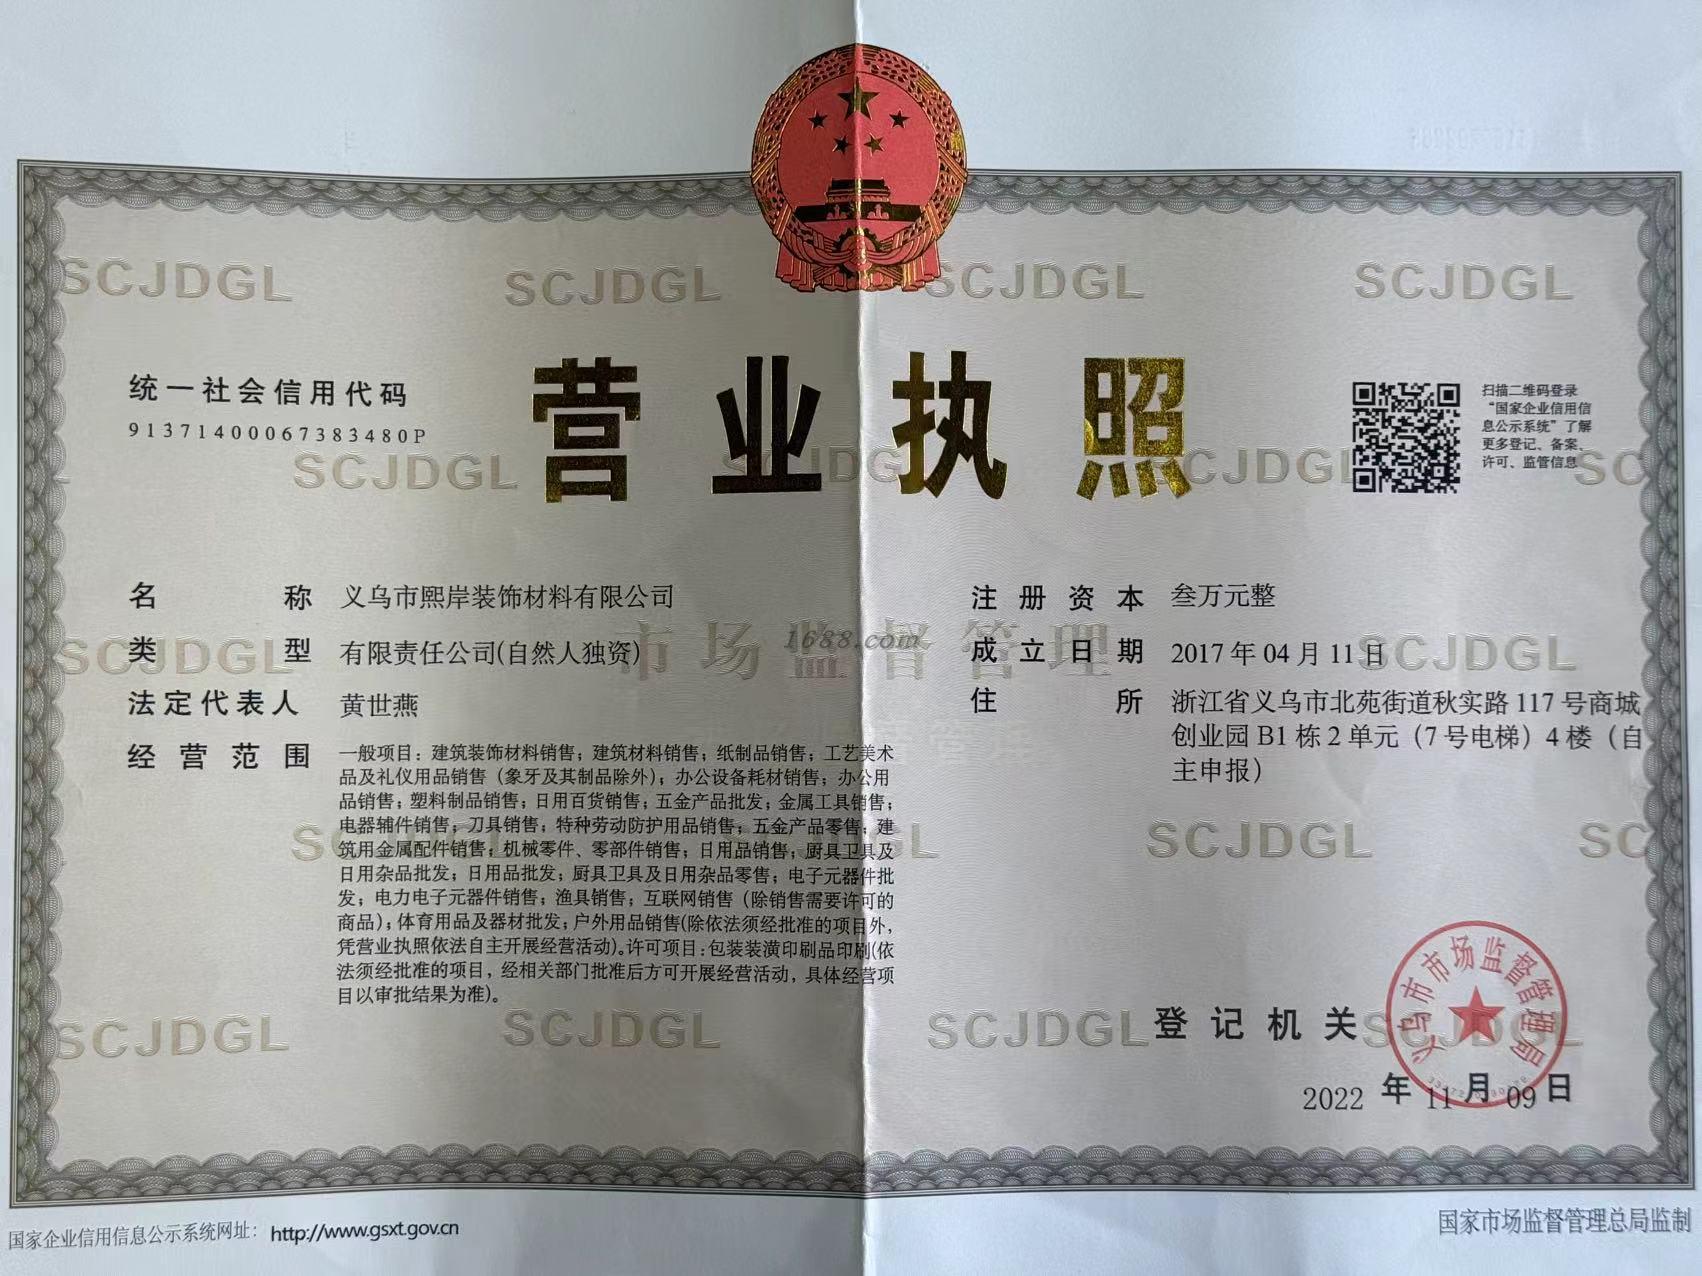 统一社会信用代码
91371400067383480P
营业执照
扫描二维码登录
“国家企业信用信
息公示系统”了解
更多登记、备案、
许可、监管信息
名称 义乌市熙岸装饰材料有限公司
类型 有限责任公司(自然人独资)
法定代表人 黄世燕
经营范围 一般项目：建筑装饰材料销售；建筑材料销售；纸制品销售；工艺美术
品及礼仪用品销售（象牙及其制品除外）；办公设备耗材销售；办公用
品销售；塑料制品销售；日用百货销售；五金产品批发；金属工具销售；
电器辅件销售；刀具销售；特种劳动防护用品销售；五金产品零售；建
筑用金属配件销售；机械零件、零部件销售；日用品销售；厨具卫具及
日用杂品批发；日用品批发；厨具卫具及日用杂品零售；电子元器件批
发；电力电子元器件销售；渔具销售；互联网销售（除销售需要许可的
商品）；体育用品及器材批发；户外用品销售(除依法须经批准的项目外，
凭营业执照依法自主开展经营活动)。许可项目：包装装潢印刷品印刷(依
法须经批准的项目，经相关部门批准后方可开展经营活动，具体经营项
目以审批结果为准)。
注册资本 叁万元整
成立日期 2017年04月11日
住所 浙江省义乌市北苑街道秋实路117号商城
创业园B1栋2单元（7号电梯）4楼（自
主申报）
登记机关
义乌市市场监督管理局
2022年11月09日
SCJDGL
市场监督管理
1688.com
国家企业信用信息公示系统网址：http://www.gsxt.gov.cn
国家市场监督管理总局监制